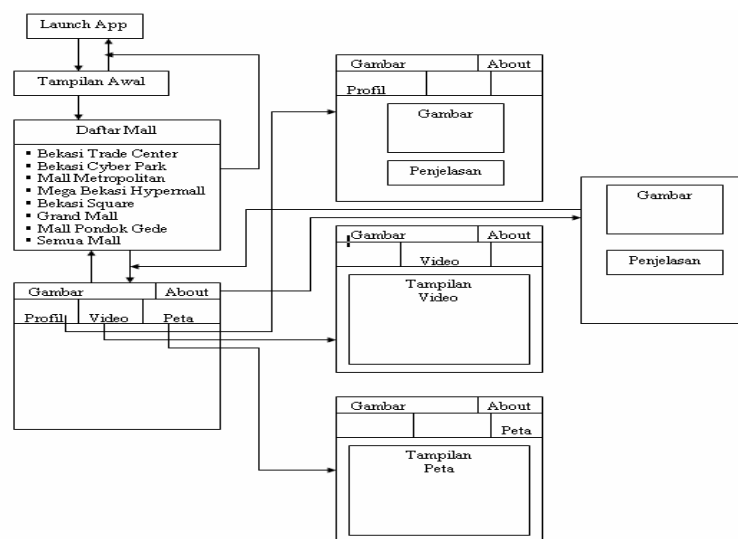 Launch App
Tampilan Awal
Daftar Mall
▪ Bekasi Trade Center
▪ Bekasi Cyber Park
▪ Mall Metropolitan
▪ Mega Bekasi Hypermall
▪ Bekasi Square
▪ Grand Mall
▪ Mall Pondok Gede
▪ Semua Mall
Gambar About
Profil Video Peta
Gambar About
Profil
Gambar
Penjelasan
Gambar About
Video
Tampilan
Video
Gambar About
Peta
Tampilan
Peta
Gambar
Penjelasan